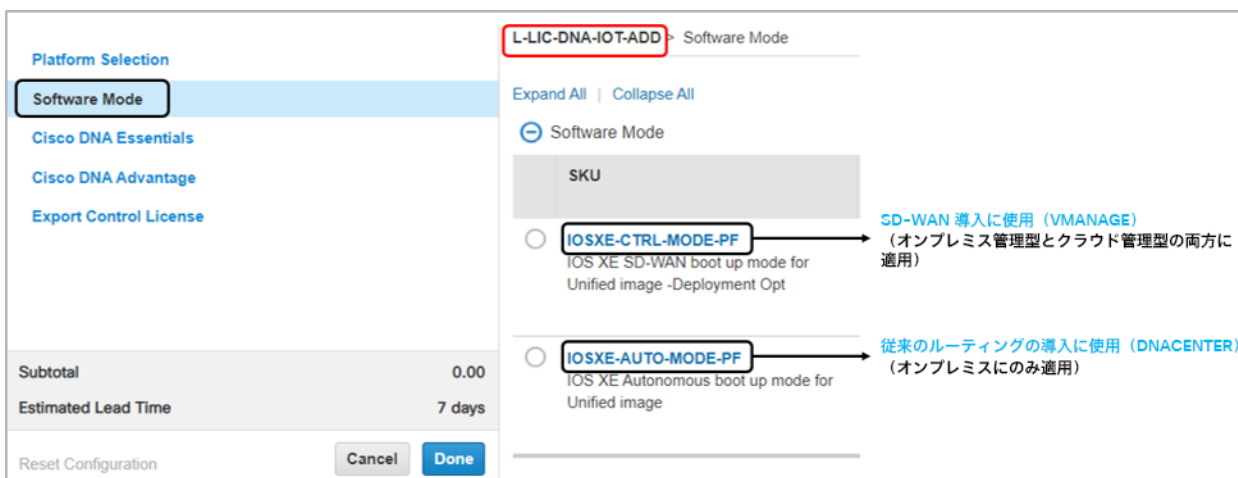 Platform Selection
Software Mode
Cisco DNA Essentials
Cisco DNA Advantage
Export Control License
Subtotal 0.00
Estimated Lead Time 7 days
Reset Configuration Cancel Done
L-LIC-DNA-IOT-ADD > Software Mode
Expand All | Collapse All
Software Mode
SKU
IOSXE-CTRL-MODE-PF
IOS XE SD-WAN boot up mode for
Unified image -Deployment Opt
SD-WAN 導入に使用（VMANAGE）
（オンプレミス管理型とクラウド管理型の両方に
適用）
IOSXE-AUTO-MODE-PF
IOS XE Autonomous boot up mode for
Unified image
従来のルーティングの導入に使用（DNACENTER）
（オンプレミスにのみ適用）